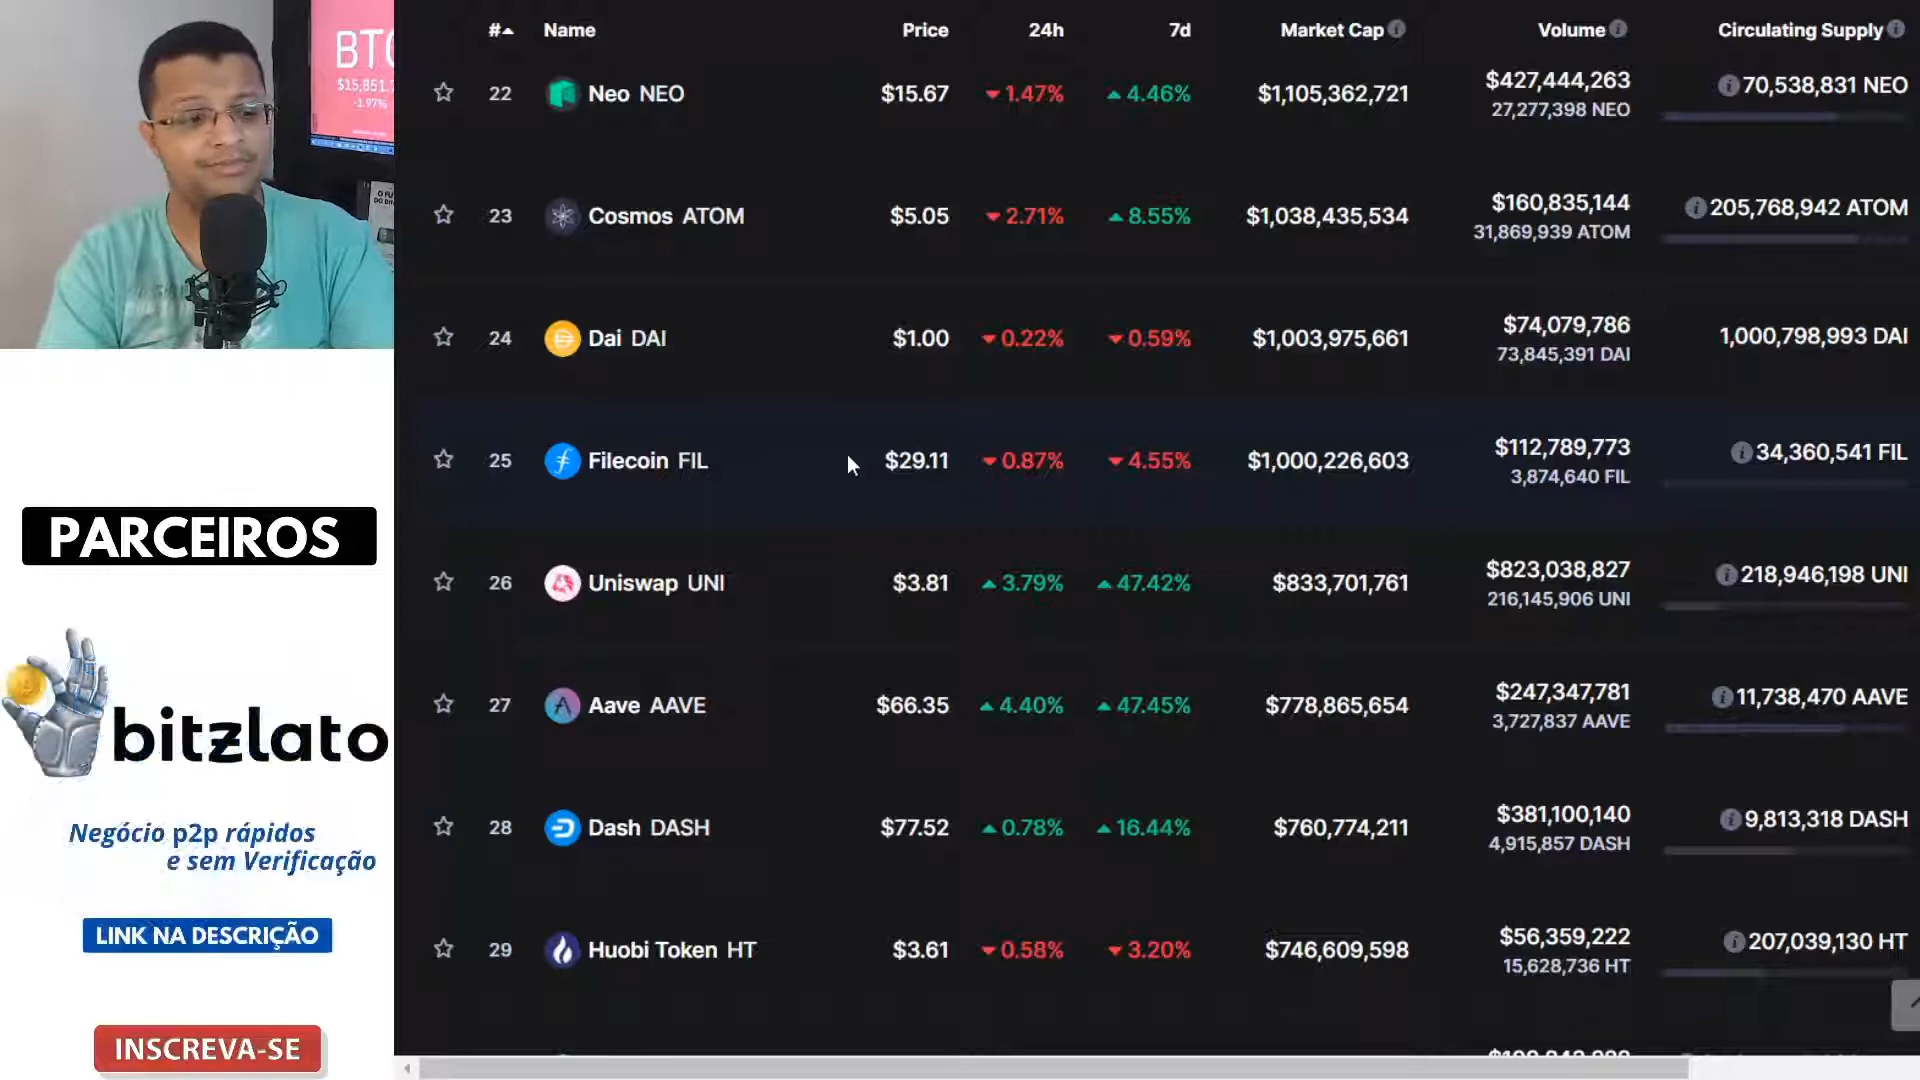 BTC
$15,851.
-1.97%
PARCEIROS
bitzlato
Negócio p2p rápidos
e sem Verificação
LINK NA DESCRIÇÃO
INSCREVA-SE
# Name Price 24h 7d Market Cap Volume Circulating Supply
22 Neo NEO $15.67 1.47% 4.46% $1,105,362,721 $427,444,263 70,538,831 NEO
27,277,398 NEO
23 Cosmos ATOM $5.05 2.71% 8.55% $1,038,435,534 $160,835,144 205,768,942 ATOM
31,869,939 ATOM
24 Dai DAI $1.00 0.22% 0.59% $1,003,975,661 $74,079,786 1,000,798,993 DAI
73,845,391 DAI
25 Filecoin FIL $29.11 0.87% 4.55% $1,000,226,603 $112,789,773 34,360,541 FIL
3,874,640 FIL
26 Uniswap UNI $3.81 3.79% 47.42% $833,701,761 $823,038,827 218,946,198 UNI
216,145,906 UNI
27 Aave AAVE $66.35 4.40% 47.45% $778,865,654 $247,347,781 11,738,470 AAVE
3,727,837 AAVE
28 Dash DASH $77.52 0.78% 16.44% $760,774,211 $381,100,140 9,813,318 DASH
4,915,857 DASH
29 Huobi Token HT $3.61 0.58% 3.20% $746,609,598 $56,359,222 207,039,130 HT
15,628,736 HT